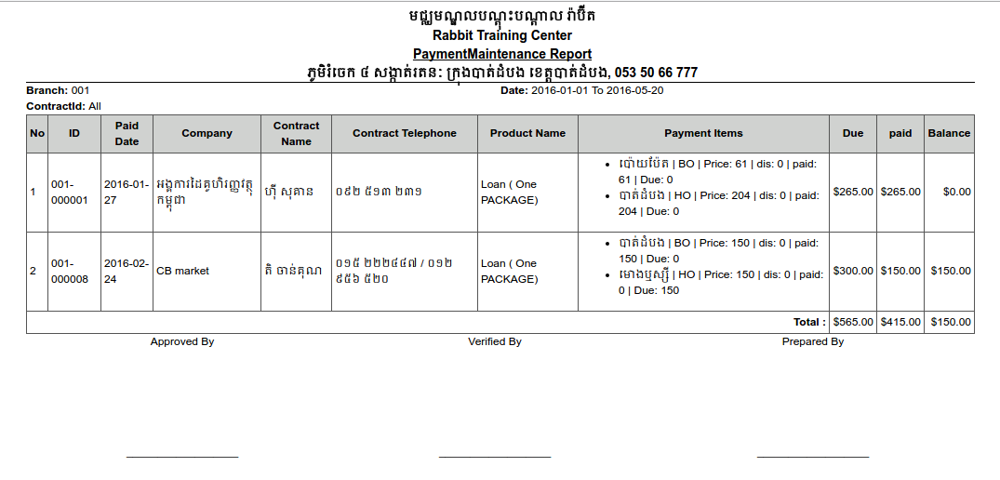 មជ្ឈមណ្ឌលបណ្តុះបណ្តាល រ៉ាប៊ីត
Rabbit Training Center
PaymentMaintenance Report
ភូមិរំចេក ៤ សង្កាត់រតនៈ ក្រុងបាត់ដំបង ខេត្តបាត់ដំបង, 053 50 66 777
Branch: 001 Date: 2016-01-01 To 2016-05-20
ContractId: All
No ID Paid Date Company Contract Name Contract Telephone Product Name Payment Items Due paid Balance
1 001-000001 2016-01-27 អង្គការដៃគូហិរញ្ញវត្ថុ កម្ពុជា ហ៊ី សុគាន ០៩២ ៥១៣ ២៣១ Loan ( One PACKAGE)
• ប៉ោយប៉ែត | BO | Price: 61 | dis: 0 | paid: 61 | Due: 0
• បាត់ដំបង | HO | Price: 204 | dis: 0 | paid: 204 | Due: 0
$265.00 $265.00 $0.00
2 001-000008 2016-02-24 CB market តិ ចាន់គុណ ០១៥ ២២២៤៤៧ / ០១២ ៩៥៦ ៥២០ Loan ( One PACKAGE)
• បាត់ដំបង | BO | Price: 150 | dis: 0 | paid: 150 | Due: 0
• មោងឬស្សី | HO | Price: 150 | dis: 0 | paid: 0 | Due: 150
$300.00 $150.00 $150.00
Total : $565.00 $415.00 $150.00
Approved By Verified By Prepared By